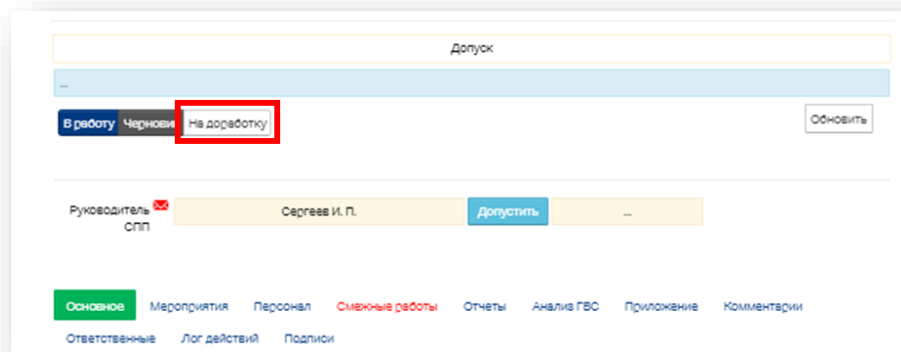 Допуск
...
В работу Чернови На доработку Обновить
Руководитель СПП Сергеев И. П. Допустить ...
Основное Мероприятия Персонал Смежные работы Отчеты Анализ ГВС Приложение Комментарии
Ответственные Лог действий Подписи